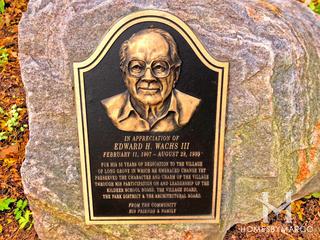 IN APPRECIATION OF
EDWARD H. WACHS III
FEBRUARY 11, 1907 – AUGUST 28,
FOR HIS 50 YEARS OF DEDICATION TO THE VILLAGE
OF LONG GROVE IN WHICH HE EMBRACED CHANGE YET
PRESERVED THE CHARACTER AND CHARM OF THE VILLAGE
THROUGH HIS PARTICIPATION ON AND LEADERSHIP OF THE
KILDEER SCHOOL BOARD, THE VILLAGE BOARD,
THE PARK DISTRICT & THE ARCHITECTURAL BOARD.
FROM THE COMMUNITY
HIS FRIENDS & FAMILY
HOMESBYMARCO